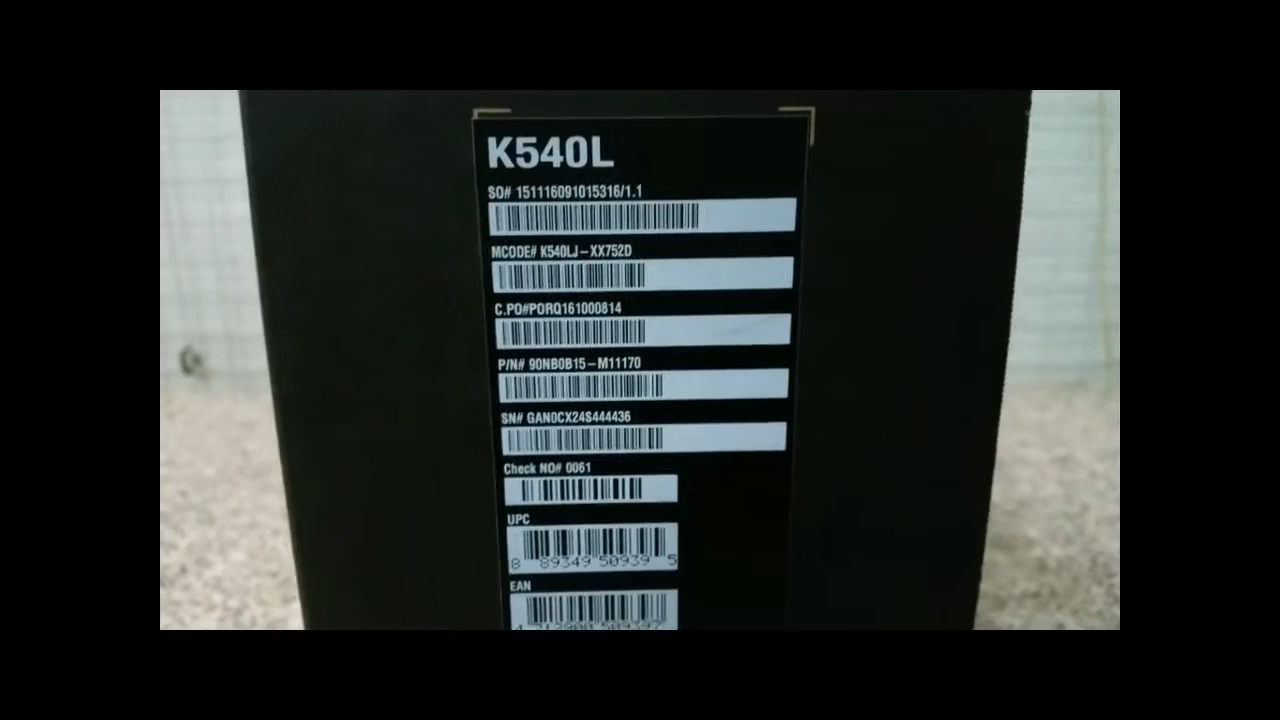 K540L
SO# 151116091015316/1.1
MCODE# K540LJ-XX752D
C.PO#PORQ161000814
P/N# 90NB0B15-M11170
SN# GAN0CX24S444436
Check NO# 0061
UPC
8 89349 50939 5
EAN